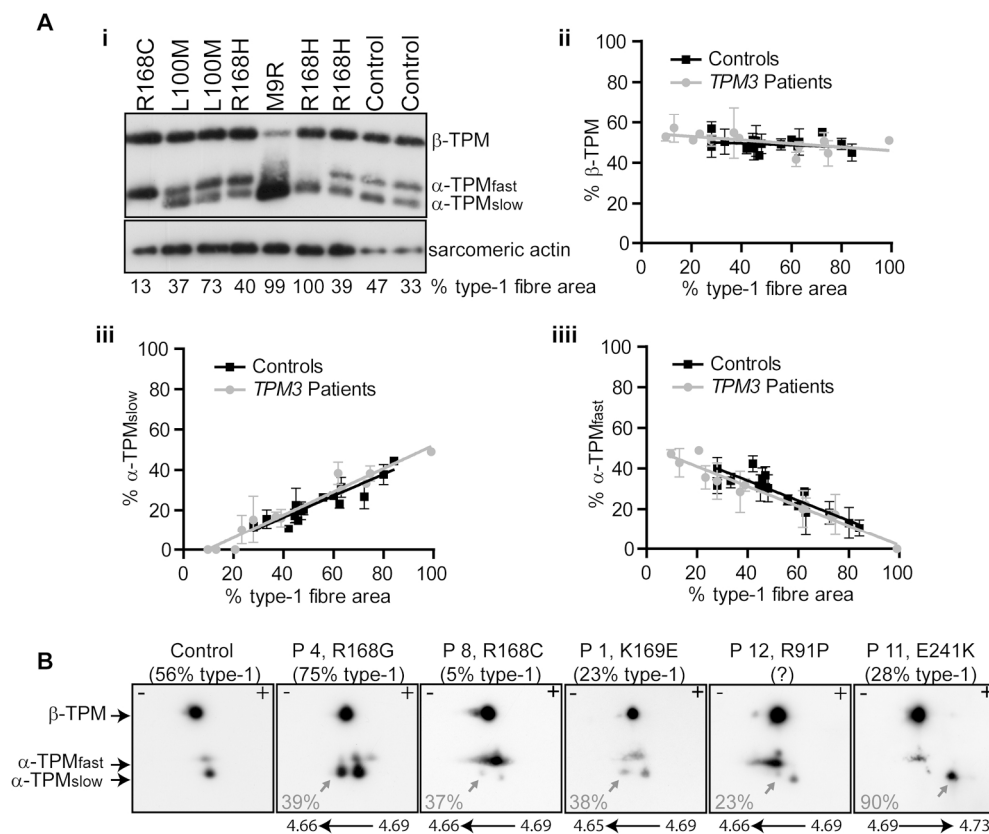 A
i
R168C L100M L100M R168H M9R R168H R168H Control Control
β-TPM
α-TPMfast
α-TPMslow
sarcomeric actin
13 37 73 40 99 100 39 47 33 % type-1 fibre area
ii
100
80
60
40
20
0
% β-TPM
Controls
TPM3 Patients
0 20 40 60 80 100
% type-1 fibre area
iii
100
80
60
40
20
0
% α-TPMslow
Controls
TPM3 Patients
0 20 40 60 80 100
% type-1 fibre area
iiii
100
80
60
40
20
0
% α-TPMfast
Controls
TPM3 Patients
0 20 40 60 80 100
% type-1 fibre area
B
Control P 4, R168G P 8, R168C P 1, K169E P 12, R91P P 11, E241K
(56% type-1) (75% type-1) (5% type-1) (23% type-1) (?) (28% type-1)
- + - + - + - + - + - +
β-TPM
α-TPMfast
α-TPMslow
39% 37% 38% 23% 90%
4.66 4.69 4.66 4.69 4.65 4.69 4.66 4.69 4.69 4.73